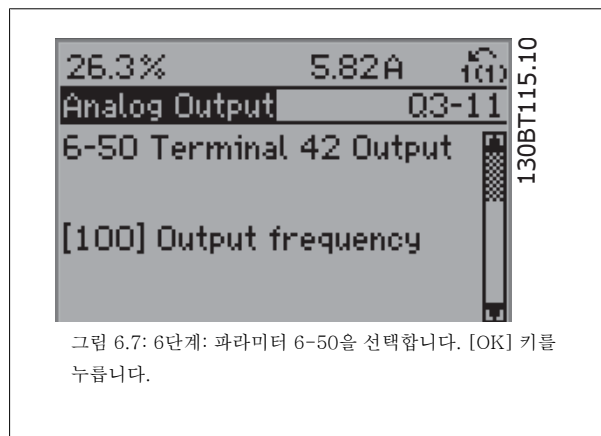 26.3% 5.82A 1(1)
Analog Output Q3-11
6-50 Terminal 42 Output
[100] Output frequency
130BT115.10
그림 6.7: 6단계: 파라미터 6-50을 선택합니다. [OK] 키를
누릅니다.